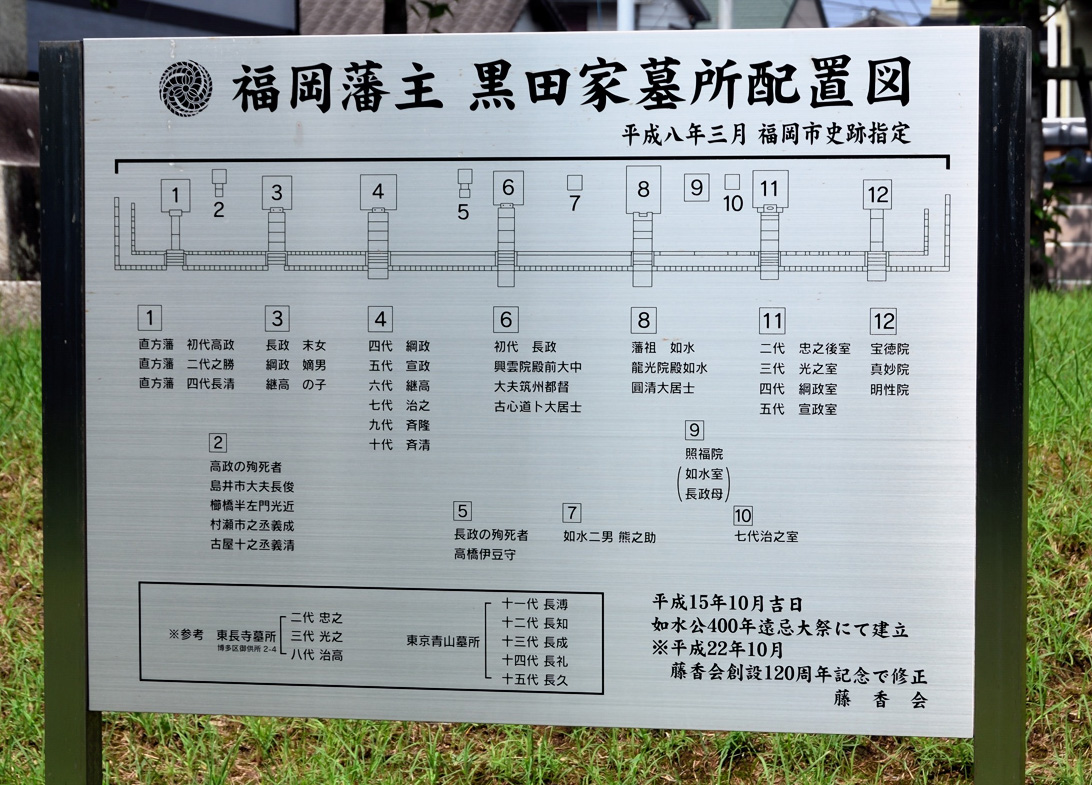 福岡藩主 黒田家墓所配置図
平成八年三月 福岡市史跡指定
1
2
3
4
5
6
7
8
9
10
11
12
1
直方藩 初代高政
直方藩 二代之勝
直方藩 四代長清
3
長政 末女
綱政 嫡男
継高 の子
4
四代 綱政
五代 宣政
六代 継高
七代 治之
九代 斉隆
十代 斉清
6
初代 長政
興雲院殿前大中
大夫筑州都督
古心道卜大居士
8
藩祖 如水
龍光院殿如水
圓清大居士
11
二代 忠之後室
三代 光之室
四代 綱政室
五代 宣政室
12
宝徳院
真妙院
明性院
2
高政の殉死者
島井市大夫長俊
櫛橋半左門光近
村瀬市之丞義成
古屋十之丞義清
9
照福院
(如水室
長政母)
5
長政の殉死者
高橋伊豆守
7
如水二男 熊之助
10
七代治之室
※参考 東長寺墓所
博多区御供所 2-4
二代 忠之
三代 光之
八代 治高
東京青山墓所
十一代 長溥
十二代 長知
十三代 長成
十四代 長礼
十五代 長久
平成15年10月吉日
如水公400年遠忌大祭にて建立
※平成22年10月
藤香会創設120周年記念で修正
藤 香 会